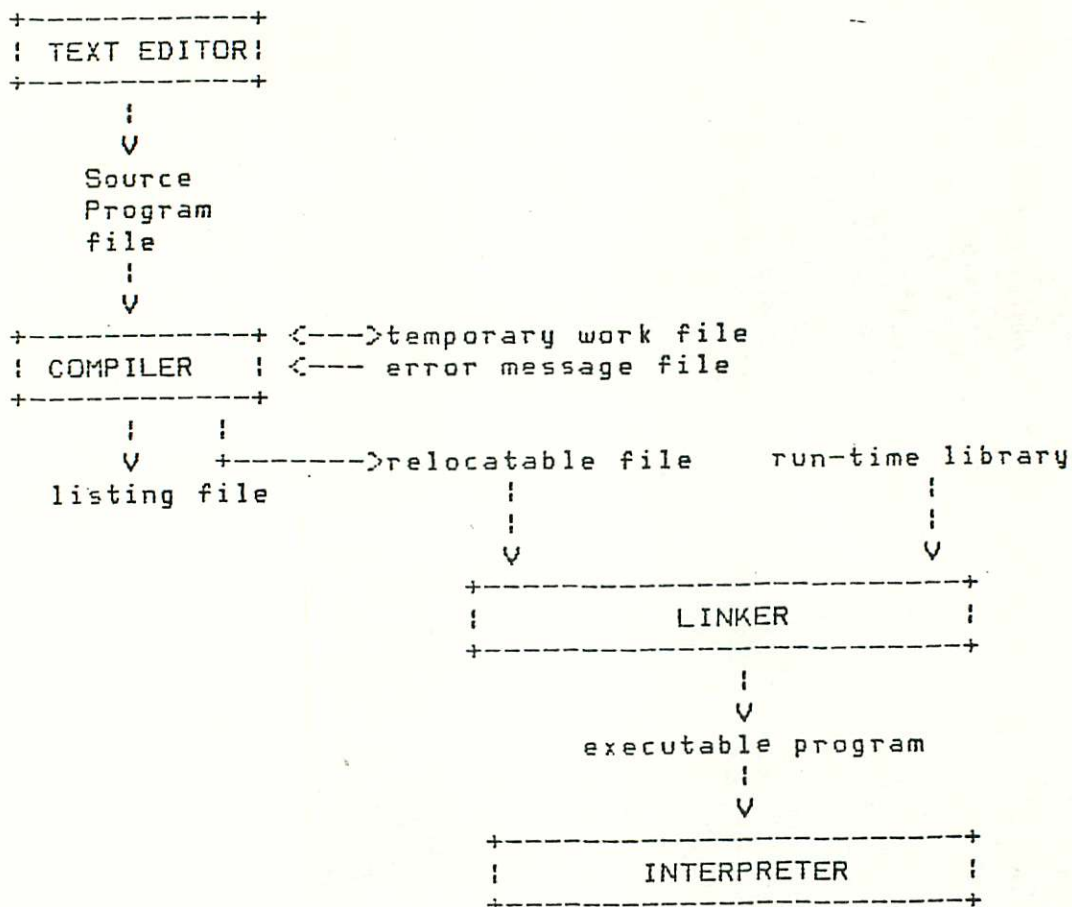 TEXT EDITOR
Source
Program
file
<--->temporary work file
COMPILER <--- error message file
+------->relocatable file run-time library
listing file
LINKER
executable program
INTERPRETER